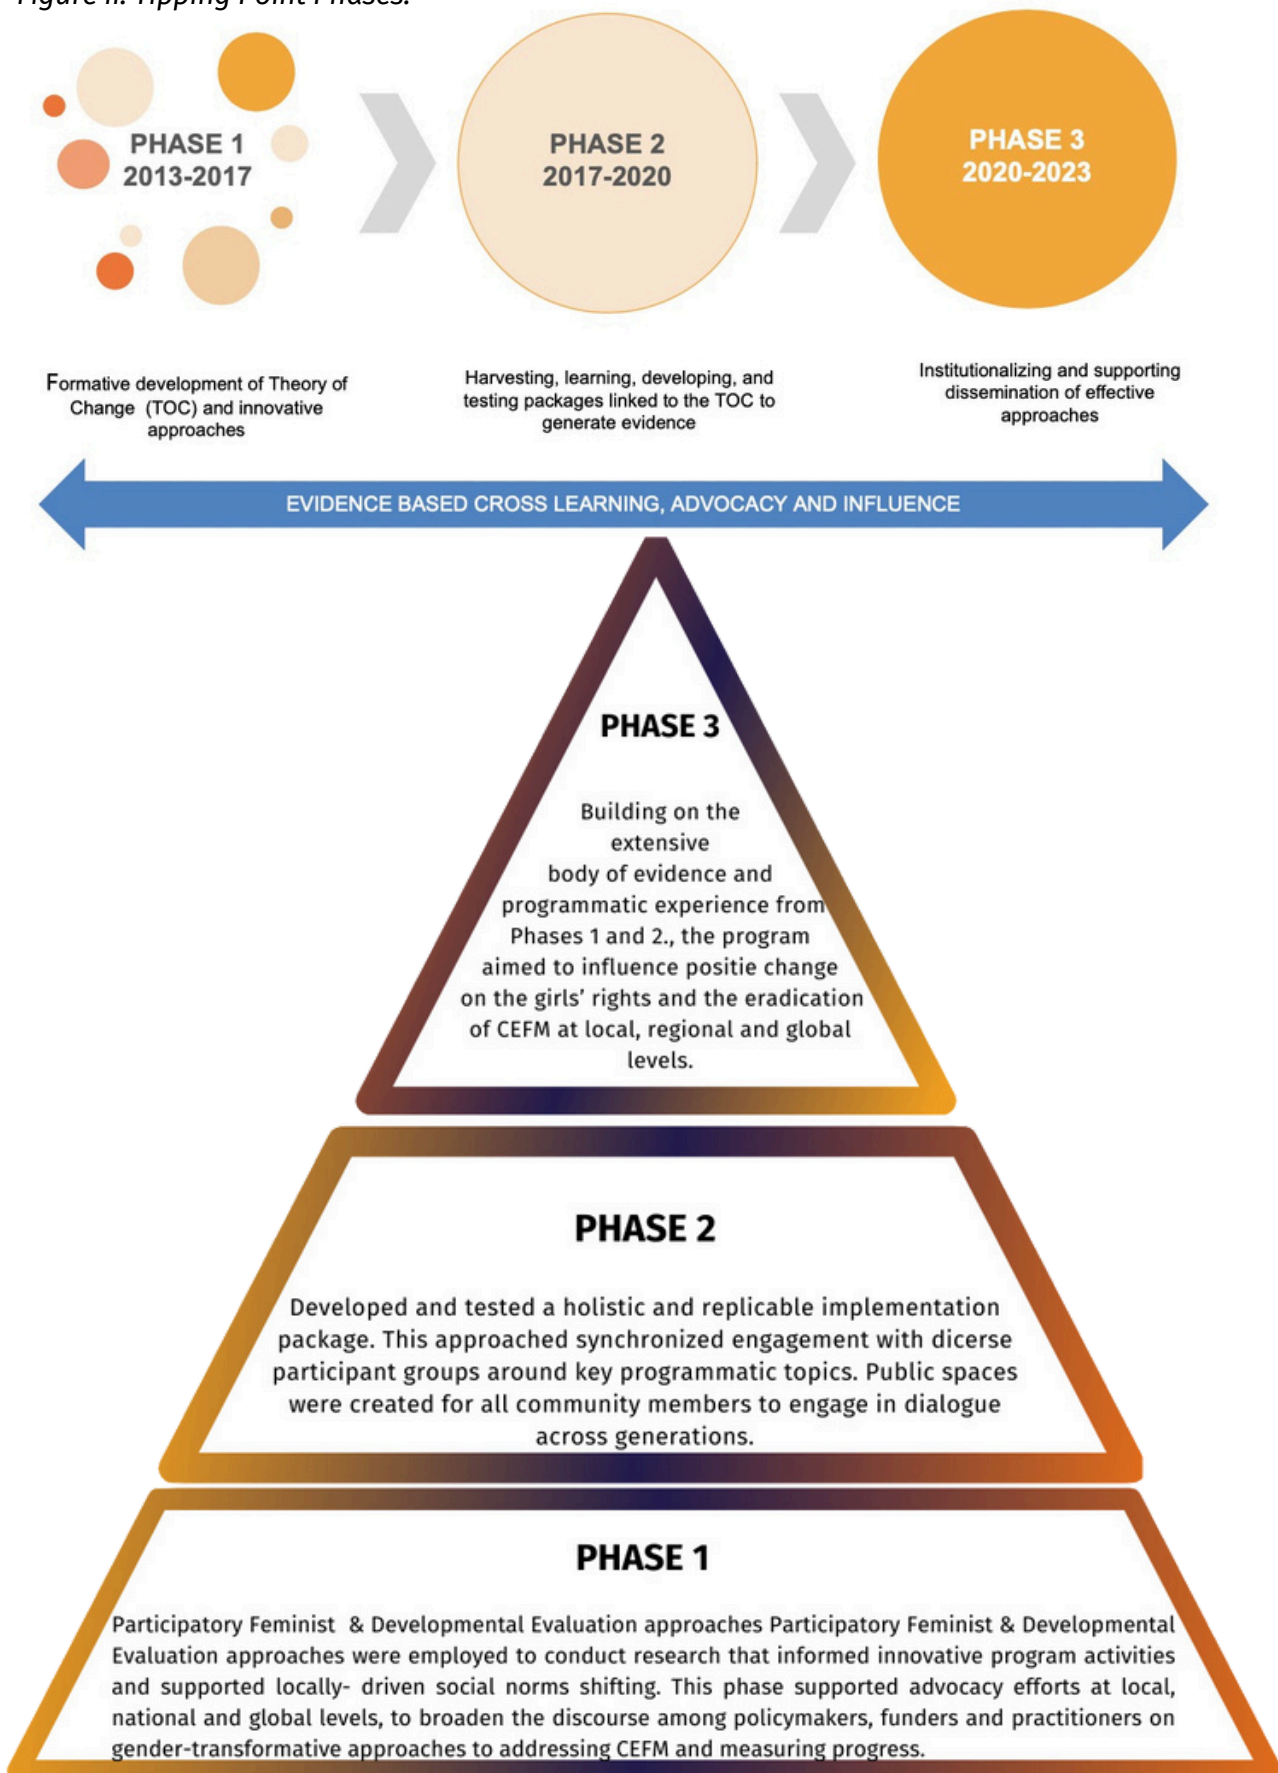 Figure II. Tipping Point Phases.
PHASE 1
2013-2017
PHASE 2
2017-2020
PHASE 3
2020-2023
Formative development of Theory of
Change (TOC) and innovative
approaches
Harvesting, learning, developing, and
testing packages linked to the TOC to
generate evidence
Institutionalizing and supporting
dissemination of effective
approaches
EVIDENCE BASED CROSS LEARNING, ADVOCACY AND INFLUENCE
PHASE 3
Building on the
extensive
body of evidence and
programmatic experience from
Phases 1 and 2., the program
aimed to influence positie change
on the girls' rights and the eradication
of CEFM at local, regional and global
levels.
PHASE 2
Developed and tested a holistic and replicable implementation
package. This approached synchronized engagement with dicerse
participant groups around key programmatic topics. Public spaces
were created for all community members to engage in dialogue
across generations.
PHASE 1
Participatory Feminist & Developmental Evaluation approaches Participatory Feminist & Developmental
Evaluation approaches were employed to conduct research that informed innovative program activities
and supported locally- driven social norms shifting. This phase supported advocacy efforts at local,
national and global levels, to broaden the discourse among policymakers, funders and practitioners on
gender-transformative approaches to addressing CEFM and measuring progress.